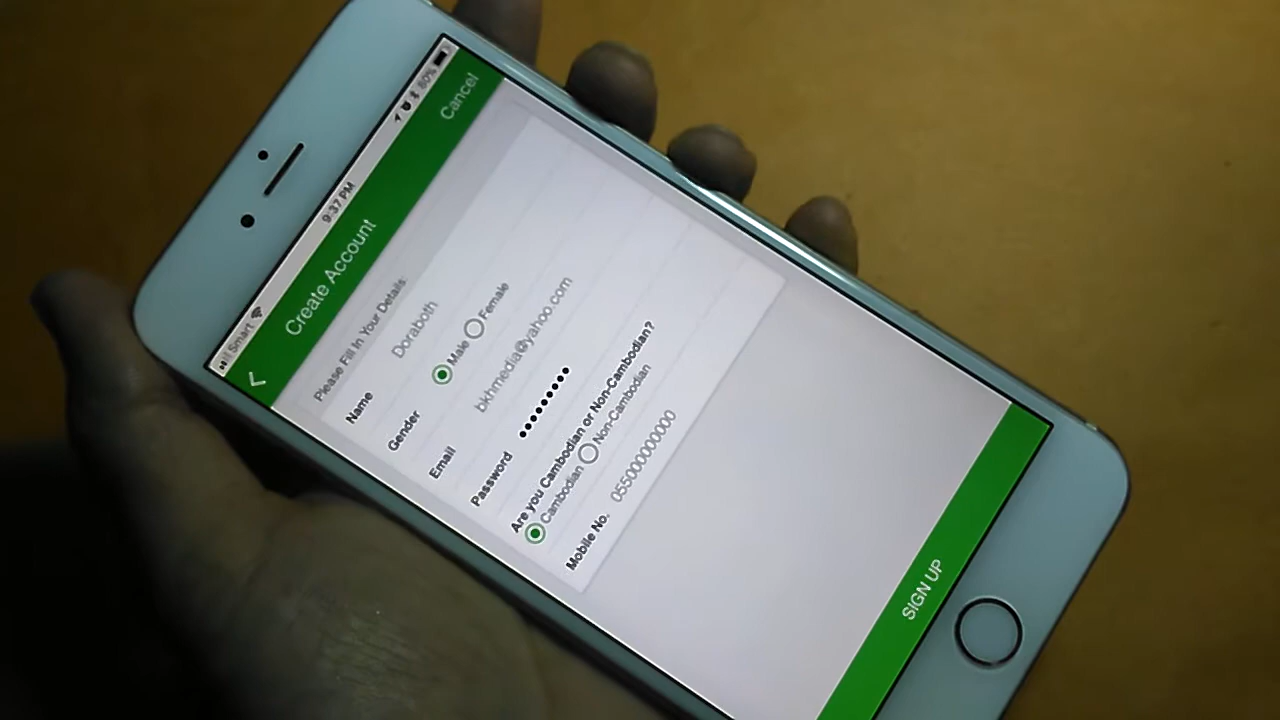 Smart 9:37 PM 80%
Create Account Cancel
Please Fill In Your Details:
Name Doraboth
Gender Male Female
Email bkhmedia@yahoo.com
Password •••••••••
Are you Cambodian or Non-Cambodian?
Cambodian Non-Cambodian
Mobile No. 05500000000
SIGN UP